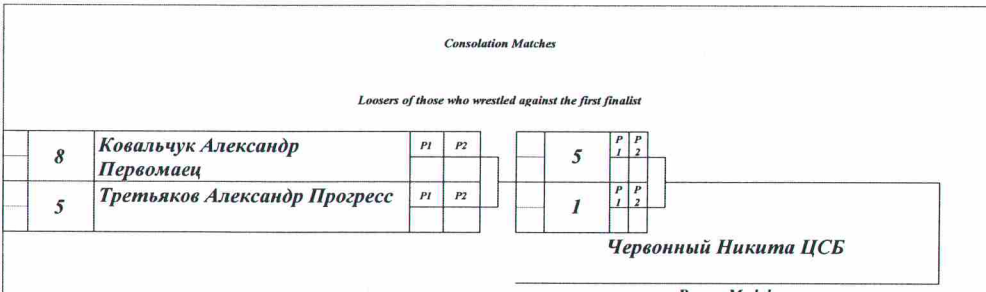 Consolation Matches
Loosers of those who wrestled against the first finalist
8 Ковальчук Александр P1 P2 5 P 1 P 2
Первомаец
5 Третьяков Александр Прогресс P1 P2 1 P 1 P 2
Червонный Никита ЦСБ